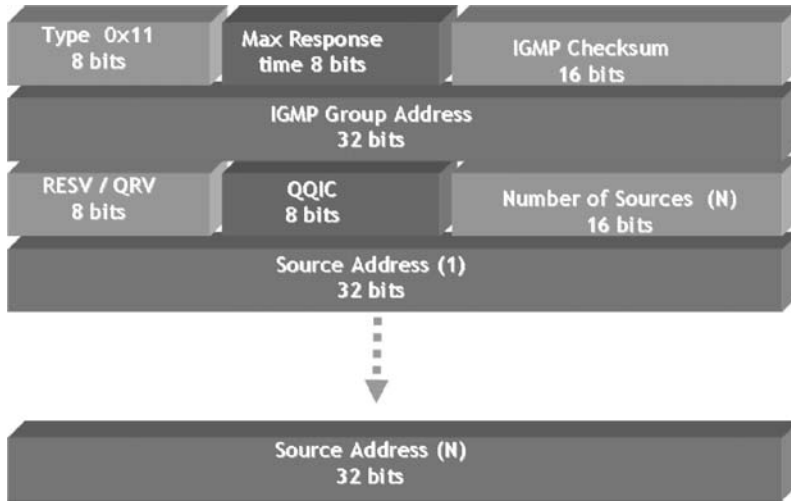 Type 0x11
8 bits
Max Response
time 8 bits
IGMP Checksum
16 bits
IGMP Group Address
32 bits
RESV / QRV
8 bits
QQIC
8 bits
Number of Sources (N)
16 bits
Source Address (1)
32 bits
Source Address (N)
32 bits